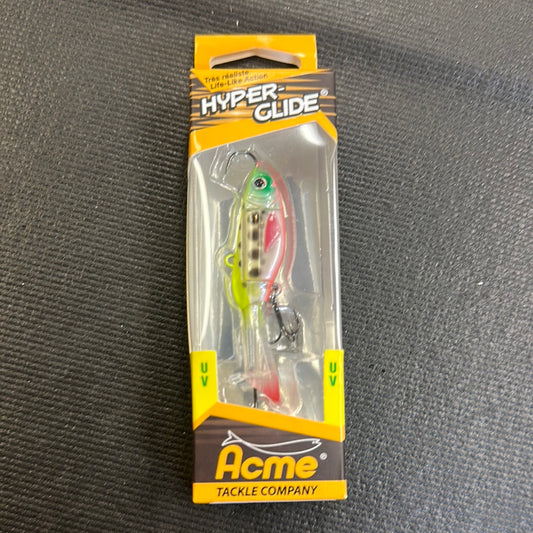 Très réaliste
Life-Like Action
HYPER-
GLIDE®
UV
UV
Acme®
TACKLE COMPANY